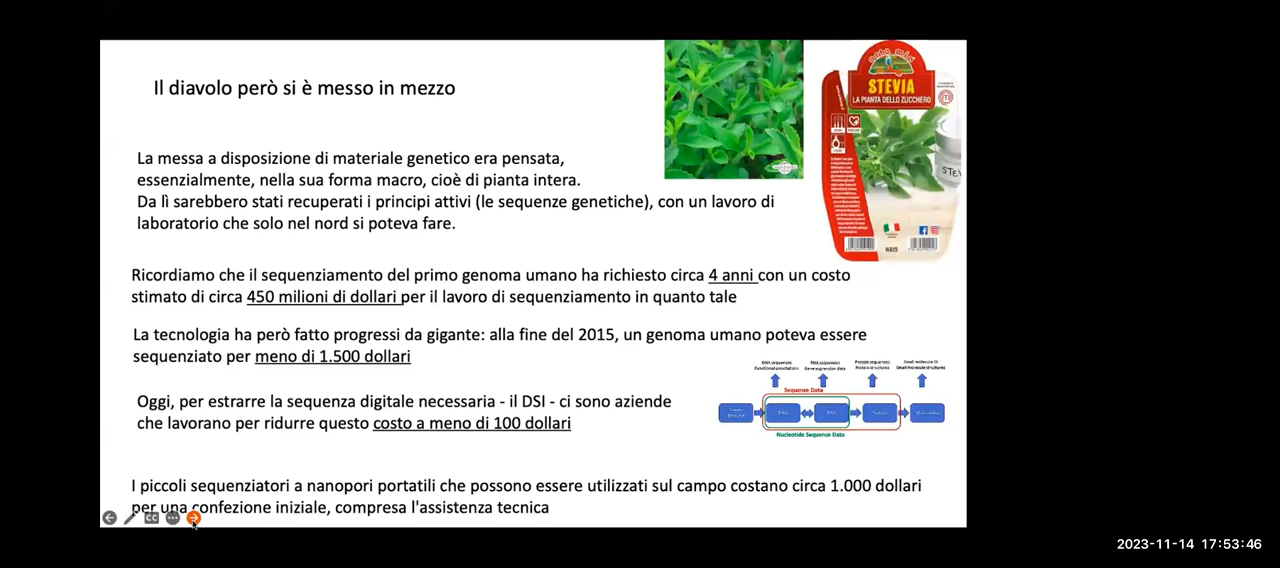 Il diavolo però si è messo in mezzo
STEVIA
LA PIANTA DELLO ZUCCHERO
HAIS
La messa a disposizione di materiale genetico era pensata,
essenzialmente, nella sua forma macro, cioè di pianta intera.
Da lì sarebbero stati recuperati i principi attivi (le sequenze genetiche), con un lavoro di
laboratorio che solo nel nord si poteva fare.
Ricordiamo che il sequenziamento del primo genoma umano ha richiesto circa 4 anni con un costo
stimato di circa 450 milioni di dollari per il lavoro di sequenziamento in quanto tale
La tecnologia ha però fatto progressi da gigante: alla fine del 2015, un genoma umano poteva essere
sequenziato per meno di 1.500 dollari
Sequence Data
Nucleotide Sequence Data
Oggi, per estrarre la sequenza digitale necessaria - il DSI - ci sono aziende
che lavorano per ridurre questo costo a meno di 100 dollari
I piccoli sequenziatori a nanopori portatili che possono essere utilizzati sul campo costano circa 1.000 dollari
per una confezione iniziale, compresa l'assistenza tecnica
CC
2023-11-14 17:53:46